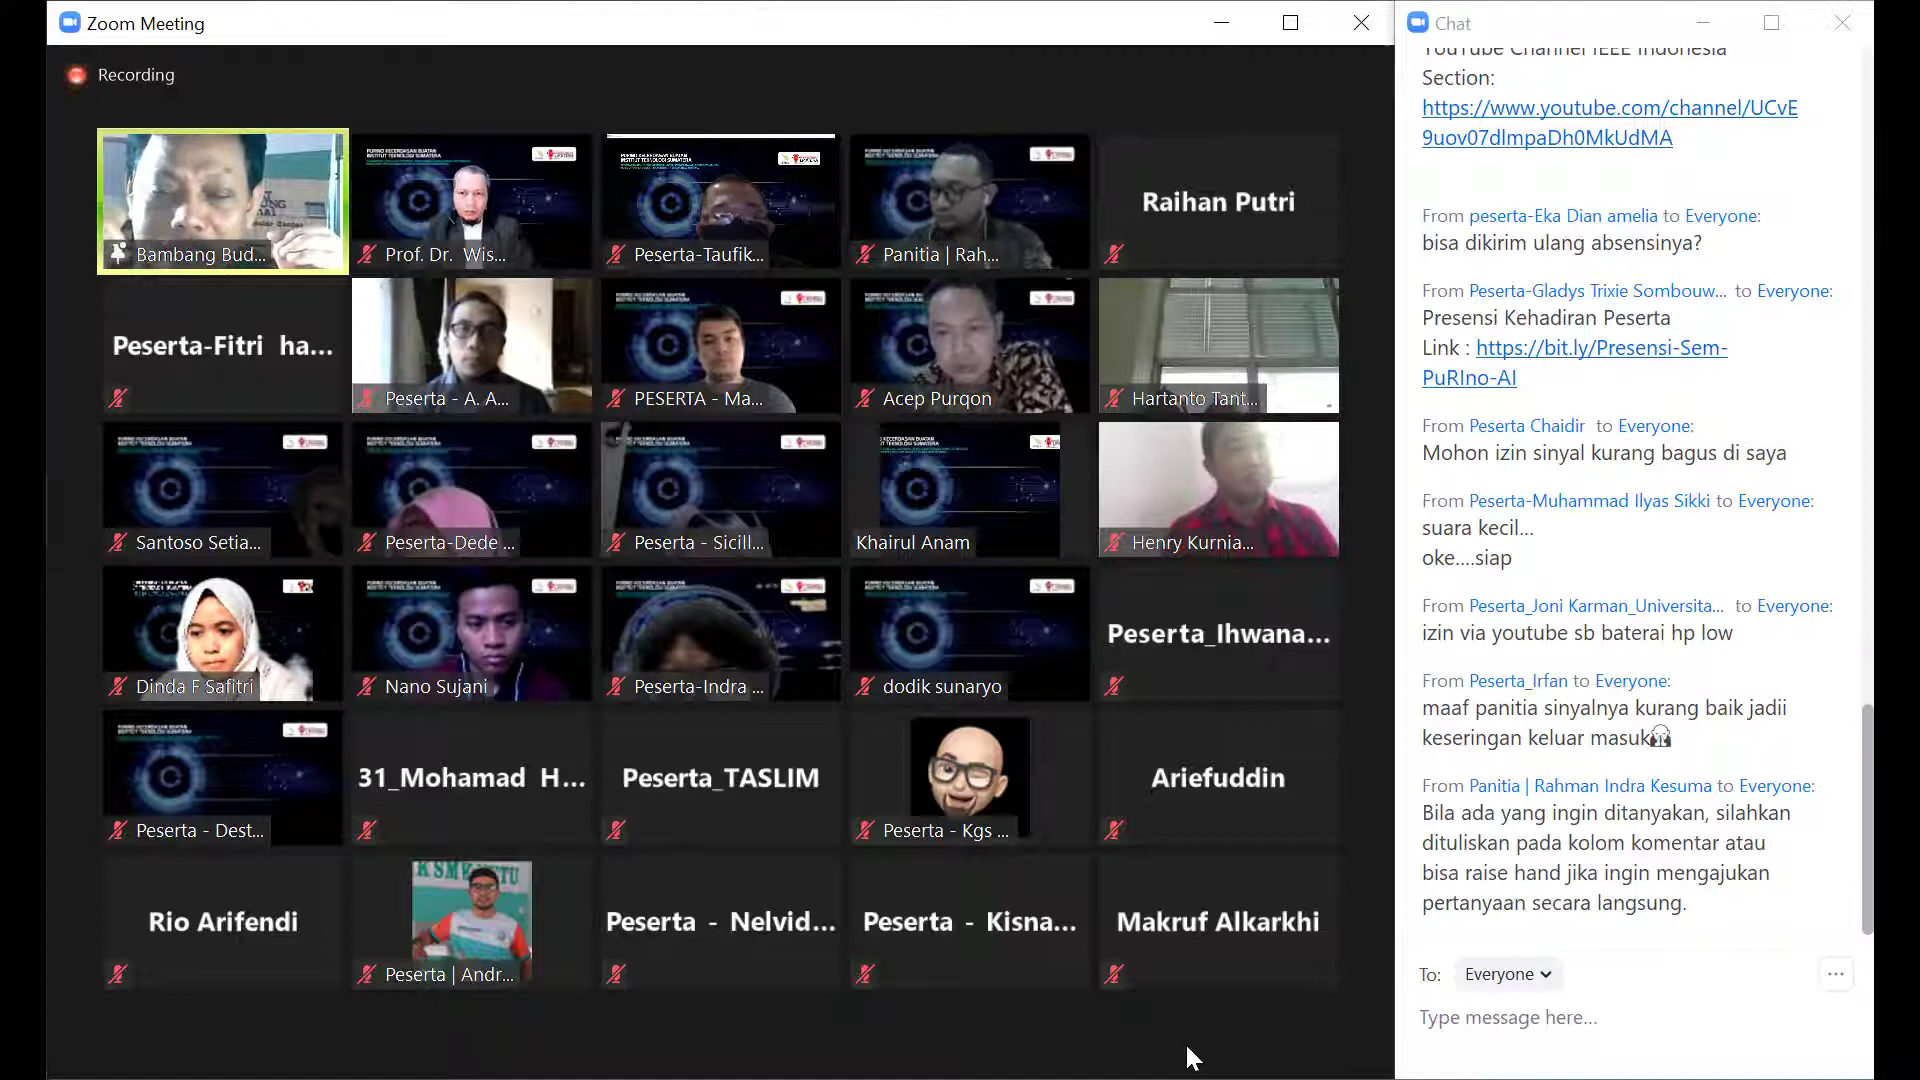 Zoom Meeting
Recording
Bambang Bud...
Prof. Dr. Wis...
Peserta-Taufik...
Panitia | Rah...
Raihan Putri
Peserta-Fitri ha...
Peserta - A. A...
PESERTA - Ma...
Acep Purqon
Hartanto Tant...
Santoso Setia...
Peserta-Dede ...
Peserta - Sicill...
Khairul Anam
Henry Kurnia...
Dinda F Safitri
Nano Sujani
Peserta-Indra ...
dodik sunaryo
Peserta_Ihwana...
Peserta - Dest...
31_Mohamad H...
Peserta_TASLIM
Peserta - Kgs ...
Ariefuddin
Rio Arifendi
Peserta | Andr...
Peserta - Nelvid...
Peserta - Kisna...
Makruf Alkarkhi
Chat
YouTube Channel IEEE Indonesia
Section:
https://www.youtube.com/channel/UCvE
9uov07dlmpaDh0MkUdMA
From peserta-Eka Dian amelia to Everyone:
bisa dikirim ulang absensinya?
From Peserta-Gladys Trixie Sombouw... to Everyone:
Presensi Kehadiran Peserta
Link : https://bit.ly/Presensi-Sem-
PuRIno-AI
From Peserta Chaidir to Everyone:
Mohon izin sinyal kurang bagus di saya
From Peserta-Muhammad Ilyas Sikki to Everyone:
suara kecil...
oke....siap
From Peserta_Joni Karman_Universita... to Everyone:
izin via youtube sb baterai hp low
From Peserta_Irfan to Everyone:
maaf panitia sinyalnya kurang baik jadii
keseringan keluar masuk
From Panitia | Rahman Indra Kesuma to Everyone:
Bila ada yang ingin ditanyakan, silahkan
dituliskan pada kolom komentar atau
bisa raise hand jika ingin mengajukan
pertanyaan secara langsung.
To: Everyone
Type message here...